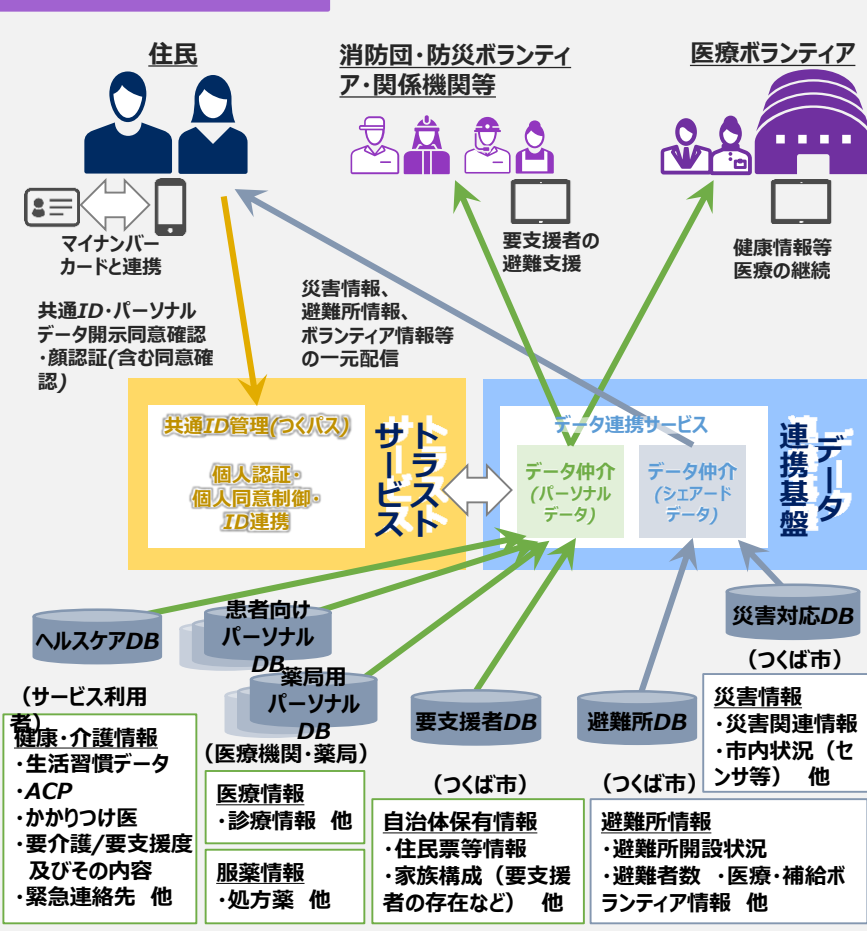 住民
消防団・防災ボランティ
ア・関係機関等
医療ボランティア
マイナンバー
カードと連携
要支援者の
避難支援
健康情報等
医療の継続
共通ID・パーソナル
データ開示同意確認
・顔認証(含む同意確
認)
災害情報、
避難所情報、
ボランティア情報等
の一元配信
共通ID管理(つくパス)
個人認証・
個人同意制御・
ID連携
トラスト
サービス
データ連携サービス
データ仲介
(パーソナル
データ)
データ仲介
(シェアード
データ)
データ
連携基盤
ヘルスケアDB
患者向け
パーソナル
DB
薬局用
パーソナル
DB
要支援者DB
避難所DB
災害対応DB
(サービス利用
者)
健康・介護情報
・生活習慣データ
・ACP
・かかりつけ医
・要介護/要支援度
及びその内容
・緊急連絡先 他
(医療機関・薬局)
医療情報
・診療情報 他
服薬情報
・処方薬 他
(つくば市)
自治体保有情報
・住民票等情報
・家族構成(要支援
者の存在など) 他
(つくば市)
避難所情報
・避難所開設状況
・避難者数 ・医療・補給ボ
ランティア情報 他
(つくば市)
災害情報
・災害関連情報
・市内状況(セ
ンサ等) 他